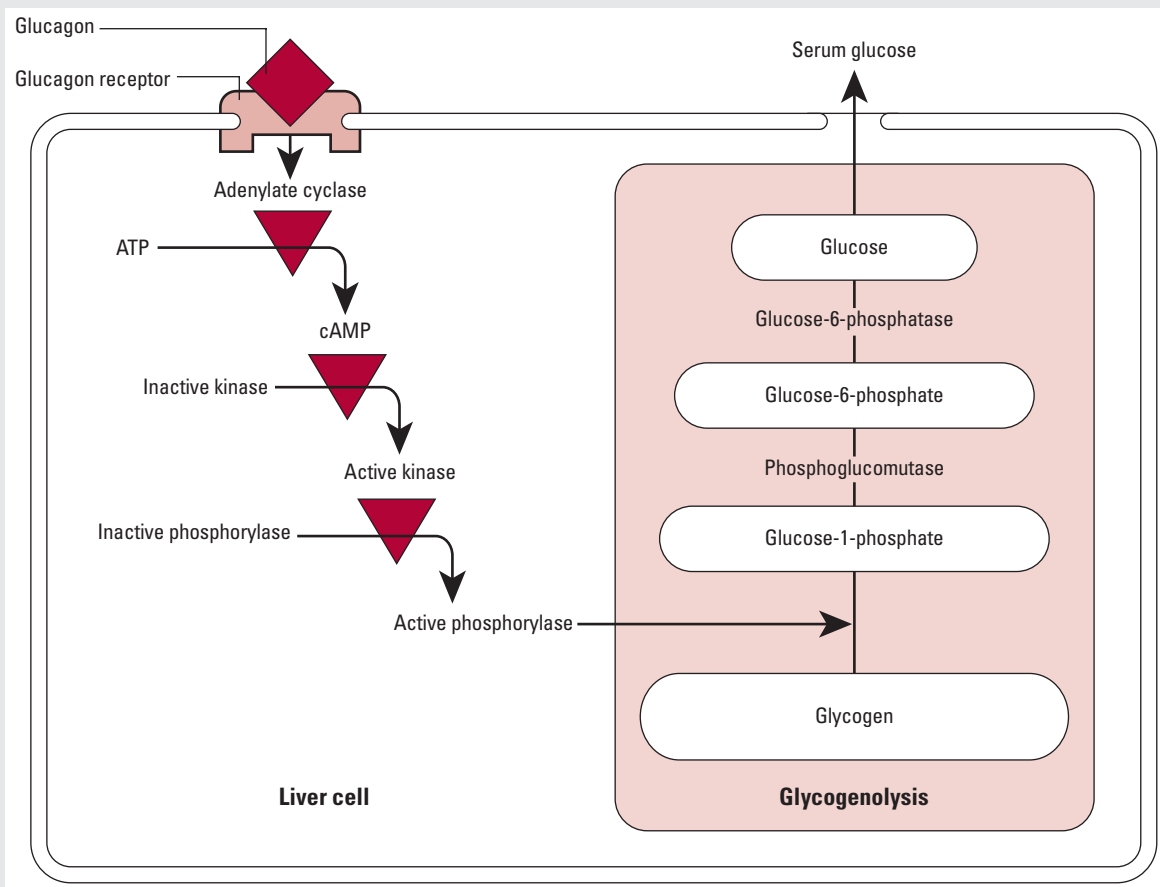 Glucagon
Glucagon receptor
Adenylate cyclase
ATP
cAMP
Inactive kinase
Active kinase
Inactive phosphorylase
Active phosphorylase
Liver cell
Serum glucose
Glucose
Glucose-6-phosphatase
Glucose-6-phosphate
Phosphoglucomutase
Glucose-1-phosphate
Glycogen
Glycogenolysis